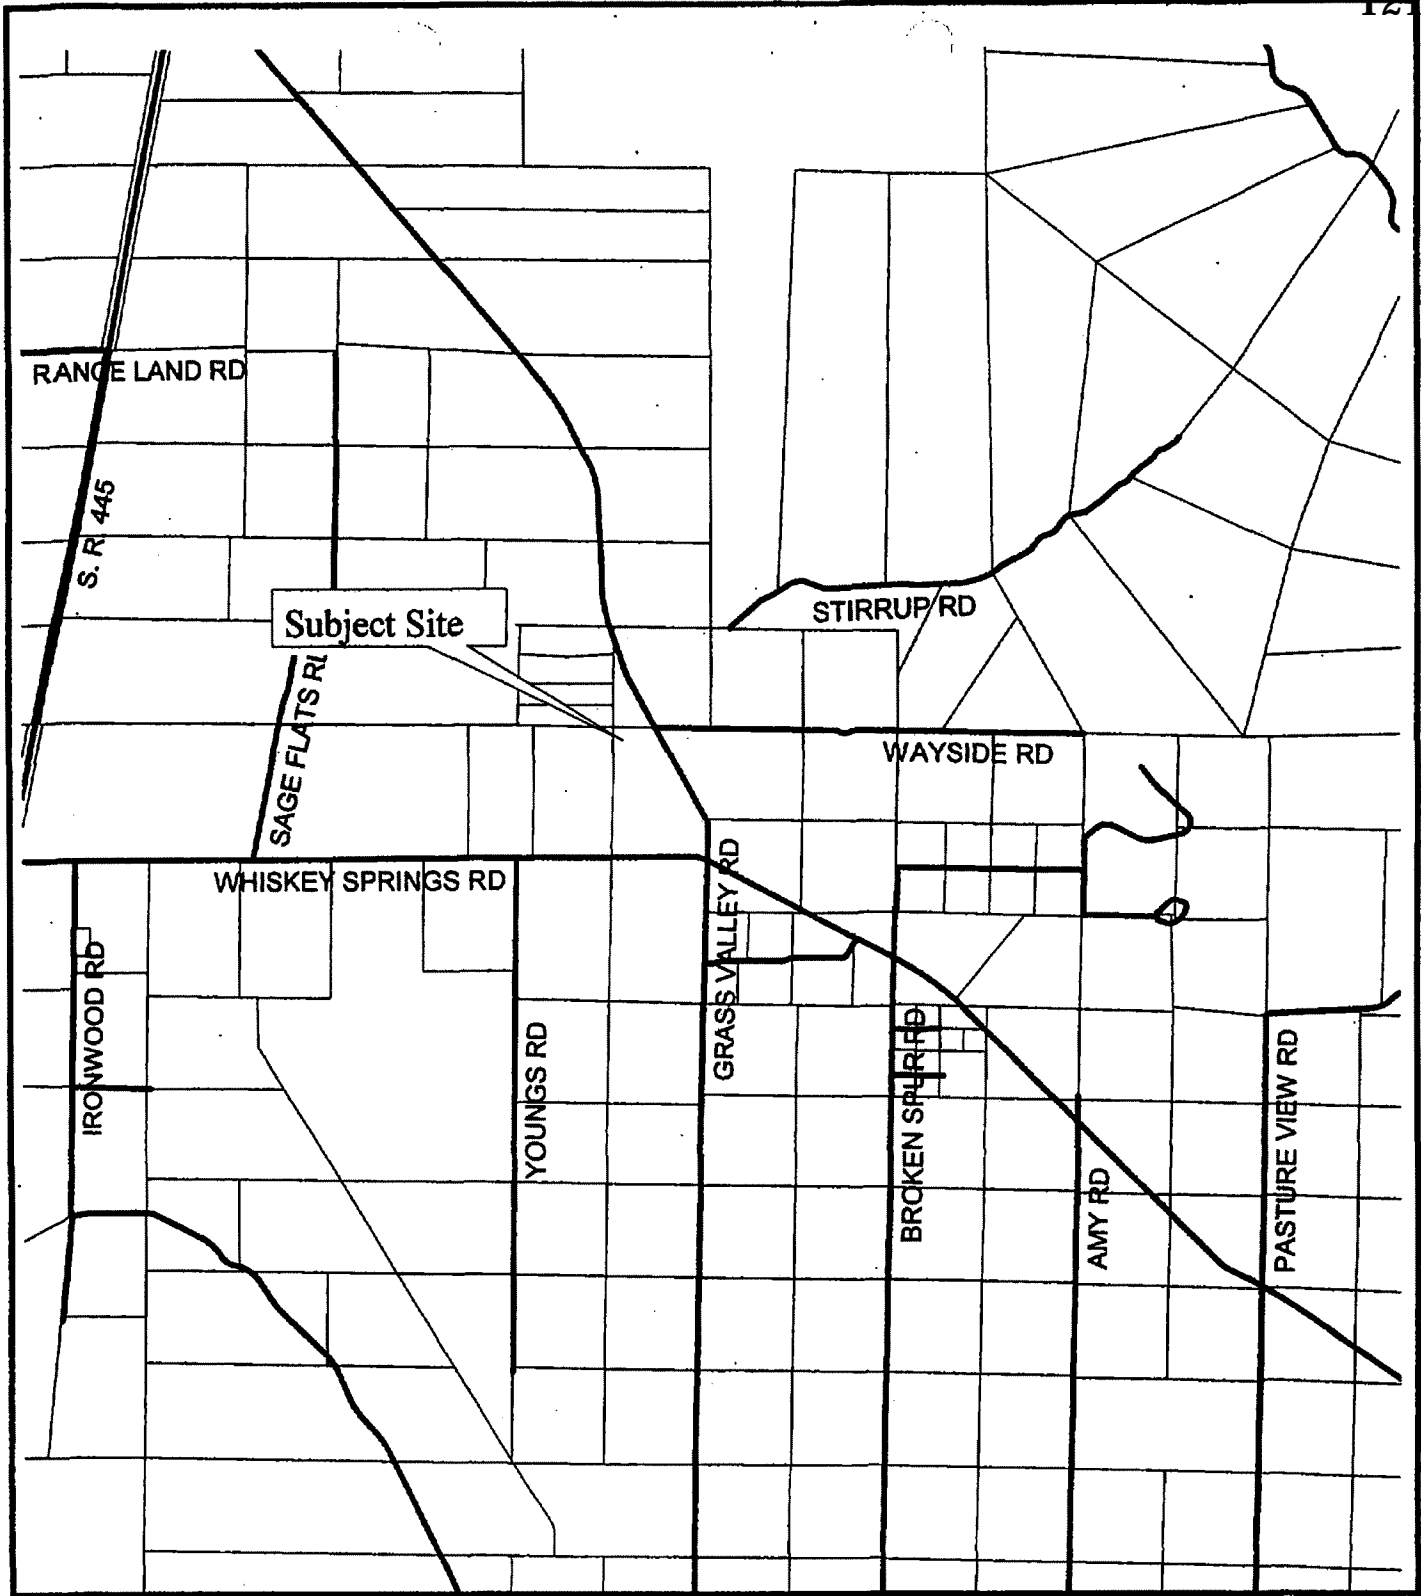 RANGE LAND RD
S. R. 445
STIRRUP RD
Subject Site
SAGE FLATS
WAYSIDE RD
WHISKEY SPRINGS RD
GRASS VALLEY RD
IRONWOOD RD
YOUNGS RD
BROKEN SPUR RD
AMY RD
PASTURE VIEW RD